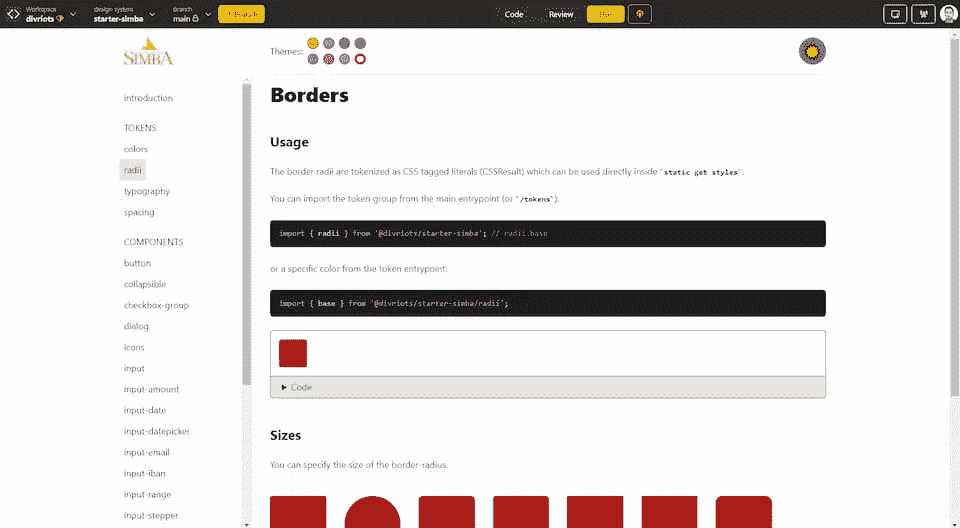 Workspace
divriots
design system
starter-simba
Branch
main
Branch
Code
Review
SIMBA
Themes:
introduction
TOKENS
colors
radii
typography
spacing
COMPONENTS
button
collapsible
checkbox-group
dialog
icons
input
input-amount
input-date
input-datepicker
input-email
input-iban
input-range
input-stepper
Borders
Usage
The border radii are tokenized as CSS tagged literals (CSSResult) which can be used directly inside `static get styles`.
You can import the token group from the main entrypoint (or `/tokens`):
import { radii } from '@divriots/starter-simba'; // radii.base
or a specific color from the token entrypoint:
import { base } from '@divriots/starter-simba/radii';
▶ Code
Sizes
You can specify the size of the border-radius.